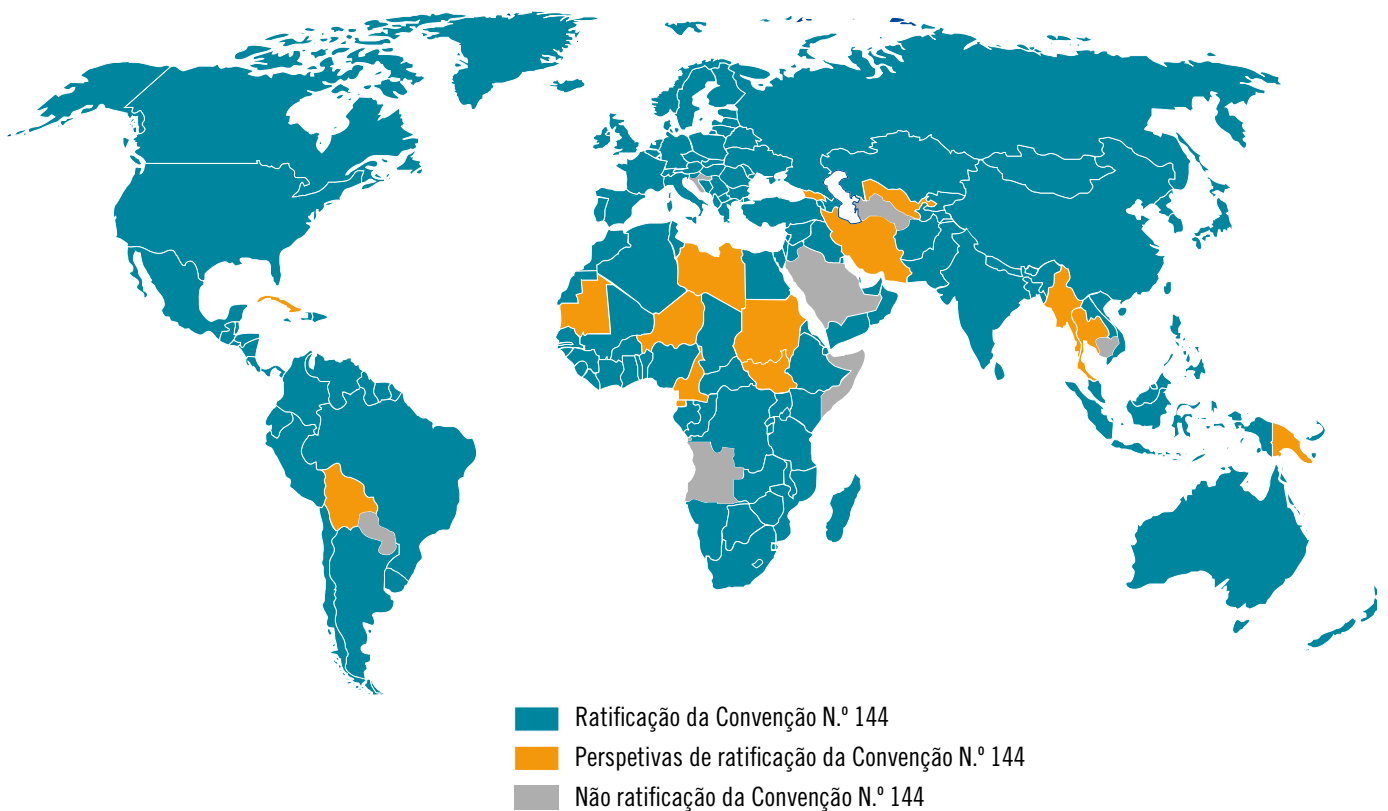 Ratificação da Convenção N.º 144
Perspetivas de ratificação da Convenção N.º 144
Não ratificação da Convenção N.º 144